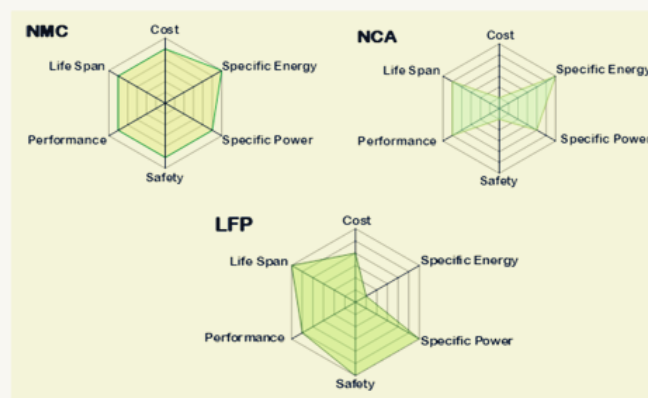 NMC
Cost
Life Span
Specific Energy
Performance
Specific Power
Safety
NCA
Cost
Life Span
Specific Energy
Performance
Specific Power
Safety
LFP
Cost
Life Span
Specific Energy
Performance
Specific Power
Safety